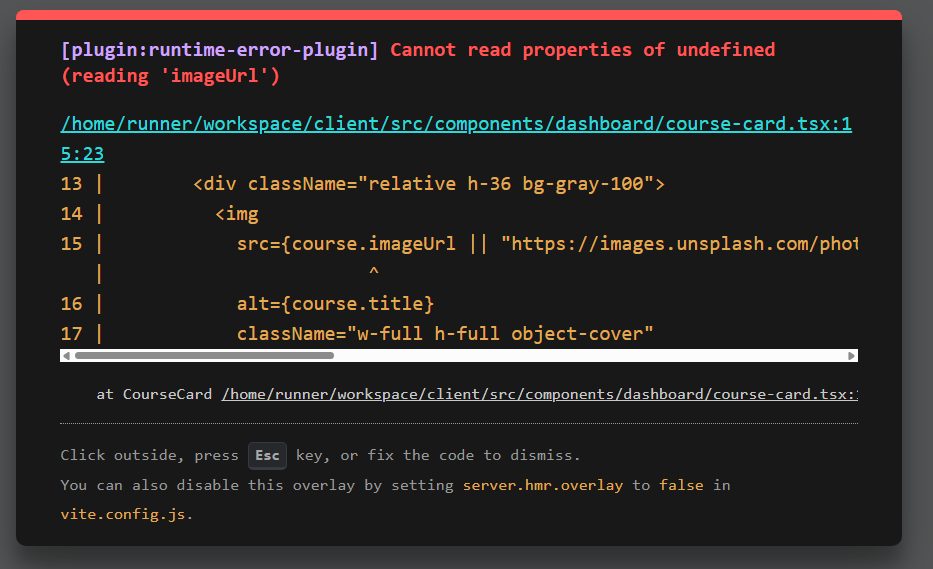 [plugin:runtime-error-plugin] Cannot read properties of undefined
(reading 'imageUrl')
/home/runner/workspace/client/src/components/dashboard/course-card.tsx:1
5:23
13 |        <div className="relative h-36 bg-gray-100">
14 |          <img
15 |            src={course.imageUrl || "https://images.unsplash.com/phot
   |                        ^
16 |            alt={course.title}
17 |            className="w-full h-full object-cover"
at CourseCard /home/runner/workspace/client/src/components/dashboard/course-card.tsx:1
Click outside, press Esc key, or fix the code to dismiss.
You can also disable this overlay by setting server.hmr.overlay to false in
vite.config.js.